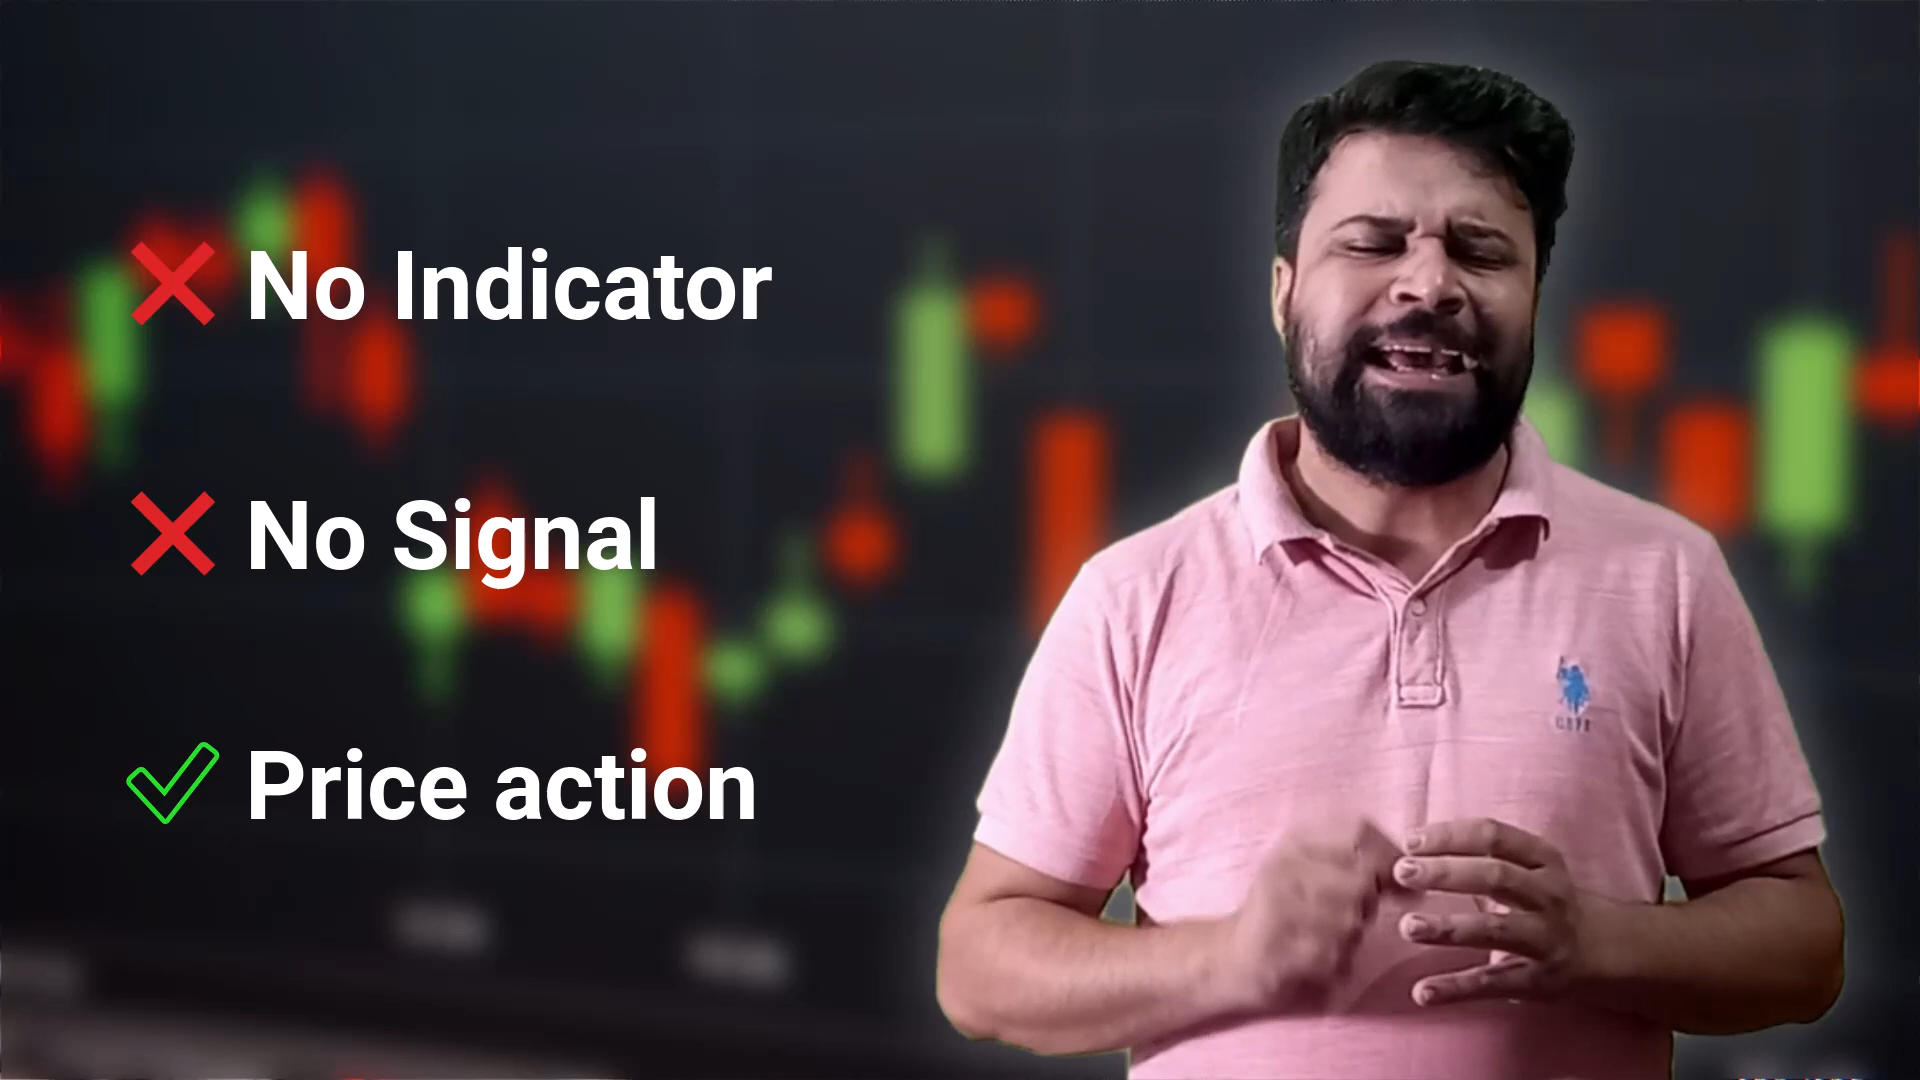 No Indicator
No Signal
Price action